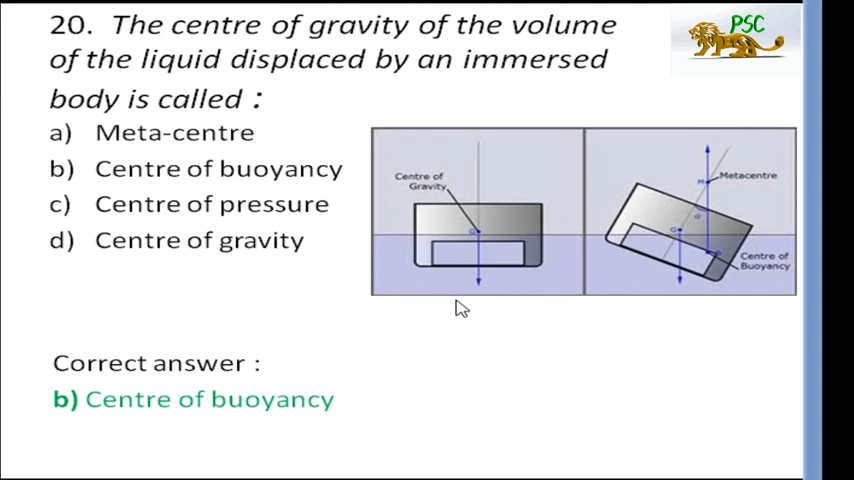 20. The centre of gravity of the volume
of the liquid displaced by an immersed
body is called :
PSC
a) Meta-centre
b) Centre of buoyancy
c) Centre of pressure
d) Centre of gravity
Centre of
Gravity
G
Metacentre
M
α
G
B
Centre of
Buoyancy
Correct answer :
b) Centre of buoyancy